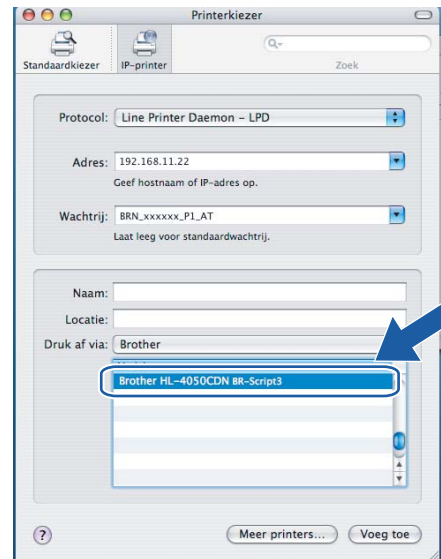 Printerkiezer
Standaardkiezer IP-printer Zoek
Protocol: Line Printer Daemon – LPD
Adres: 192.168.11.22
Geef hostnaam of IP-adres op.
Wachtrij: BRN_xxxxxx_P1_AT
Laat leeg voor standaardwachtrij.
Naam:
Locatie:
Druk af via: Brother
Brother HL-4050CDN BR-Script3
? Meer printers... Voeg toe